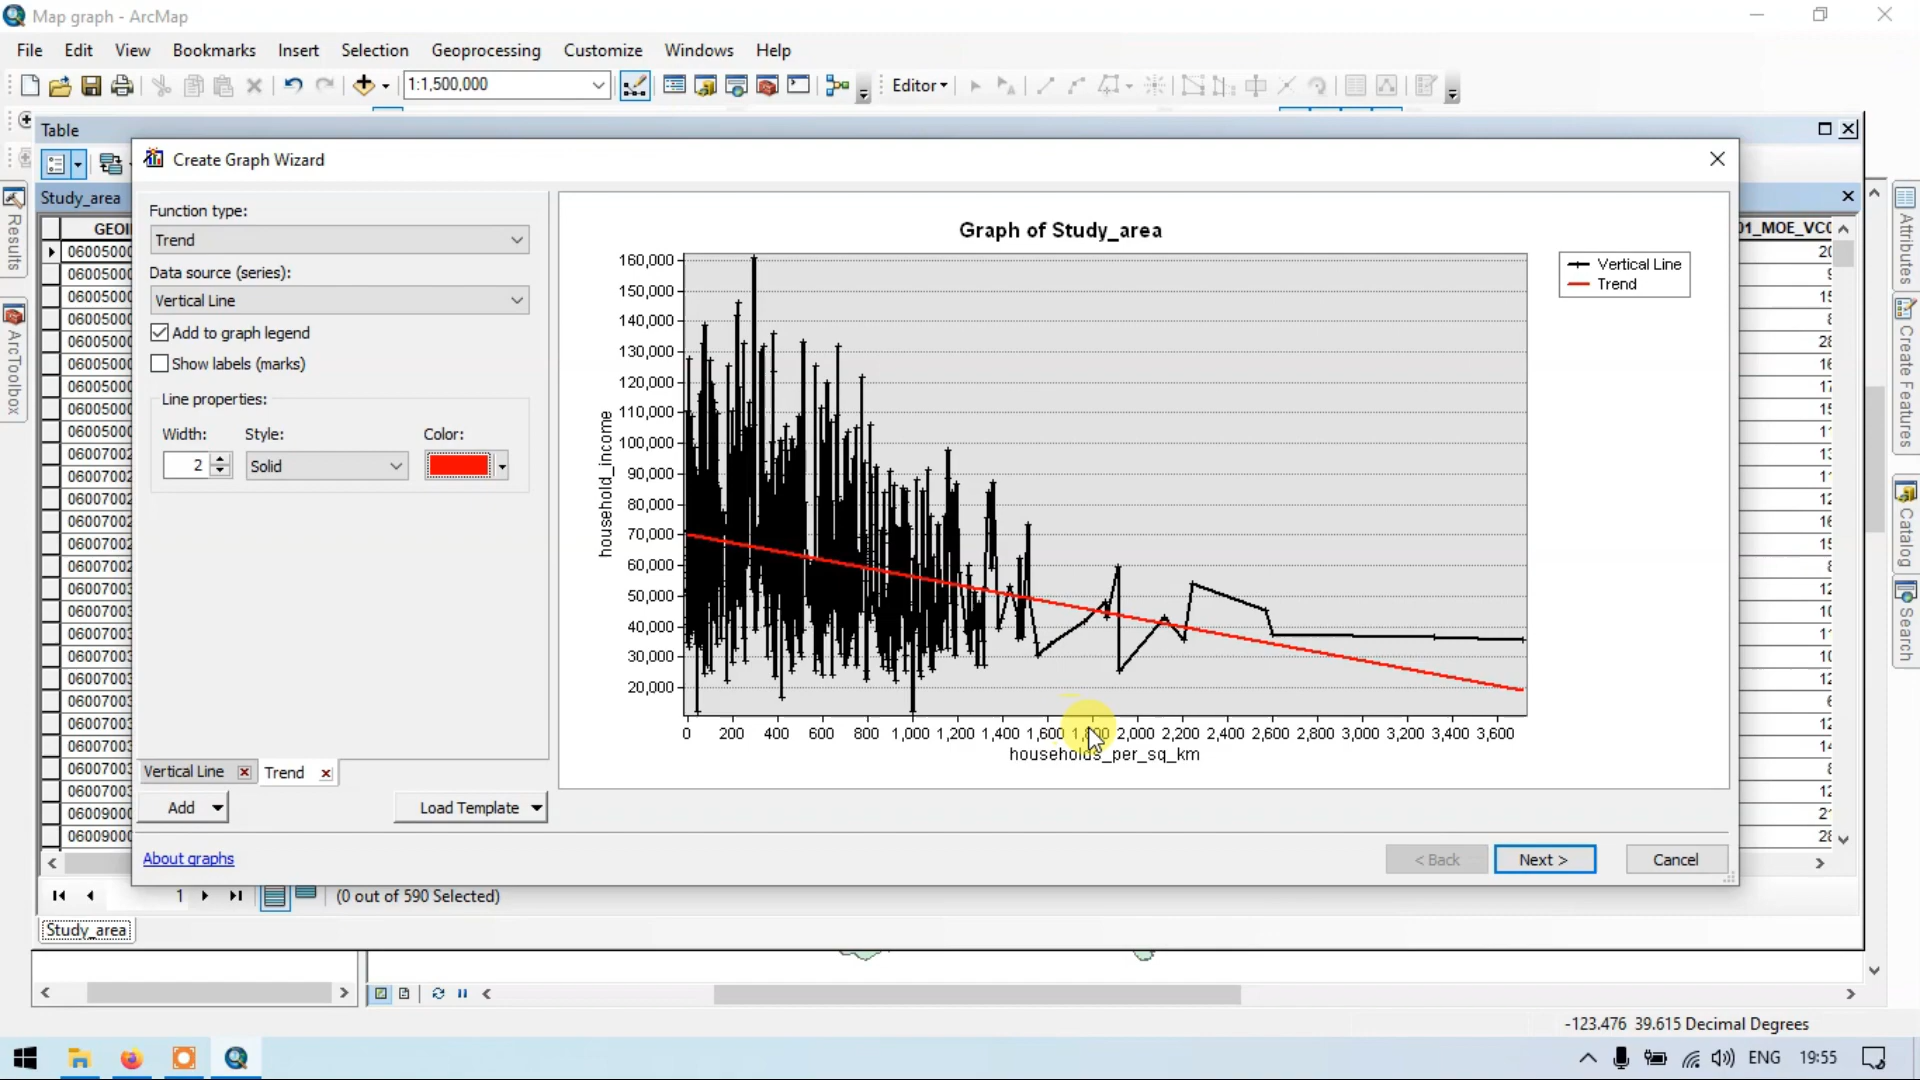 Map graph - ArcMap
File Edit View Bookmarks Insert Selection Geoprocessing Customize Windows Help
1:1,500,000
Editor
Table
Create Graph Wizard
Study_area
Results
ArcToolbox
Attributes
Create Features
Catalog
Search
Function type:
Trend
Data source (series):
Vertical Line
Add to graph legend
Show labels (marks)
Line properties:
Width: Style: Color:
2 Solid
Vertical Line Trend
Add Load Template
About graphs
Graph of Study_area
Vertical Line
Trend
household_income
160,000
150,000
140,000
130,000
120,000
110,000
100,000
90,000
80,000
70,000
60,000
50,000
40,000
30,000
20,000
0 200 400 600 800 1,000 1,200 1,400 1,600 1,800 2,000 2,200 2,400 2,600 2,800 3,000 3,200 3,400 3,600
households_per_sq_km
< Back Next > Cancel
1 (0 out of 590 Selected)
Study_area
-123.476 39.615 Decimal Degrees
ENG 19:55